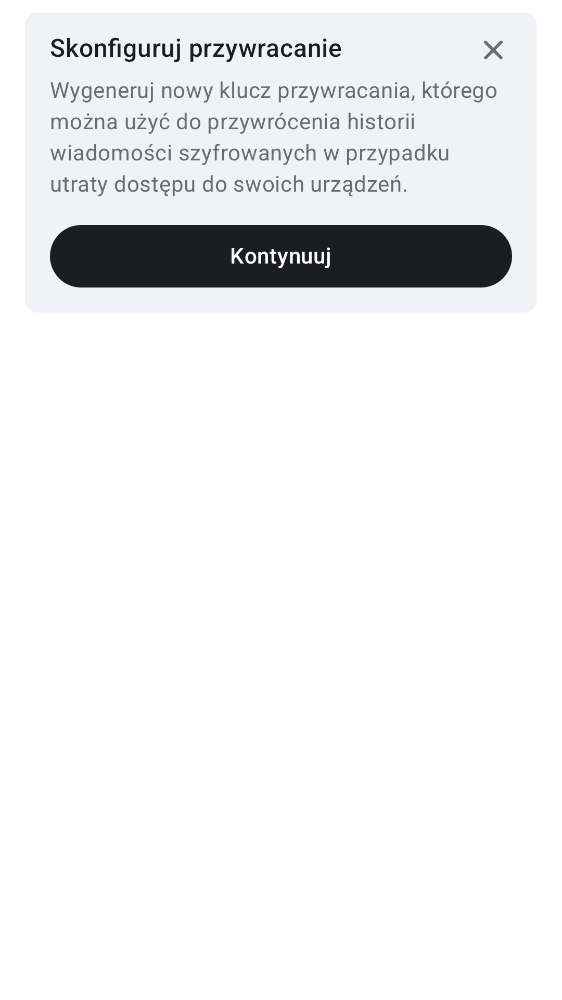 Skonfiguruj przywracanie
Wygeneruj nowy klucz przywracania, którego
można użyć do przywrócenia historii
wiadomości szyfrowanych w przypadku
utraty dostępu do swoich urządzeń.
Kontynuuj